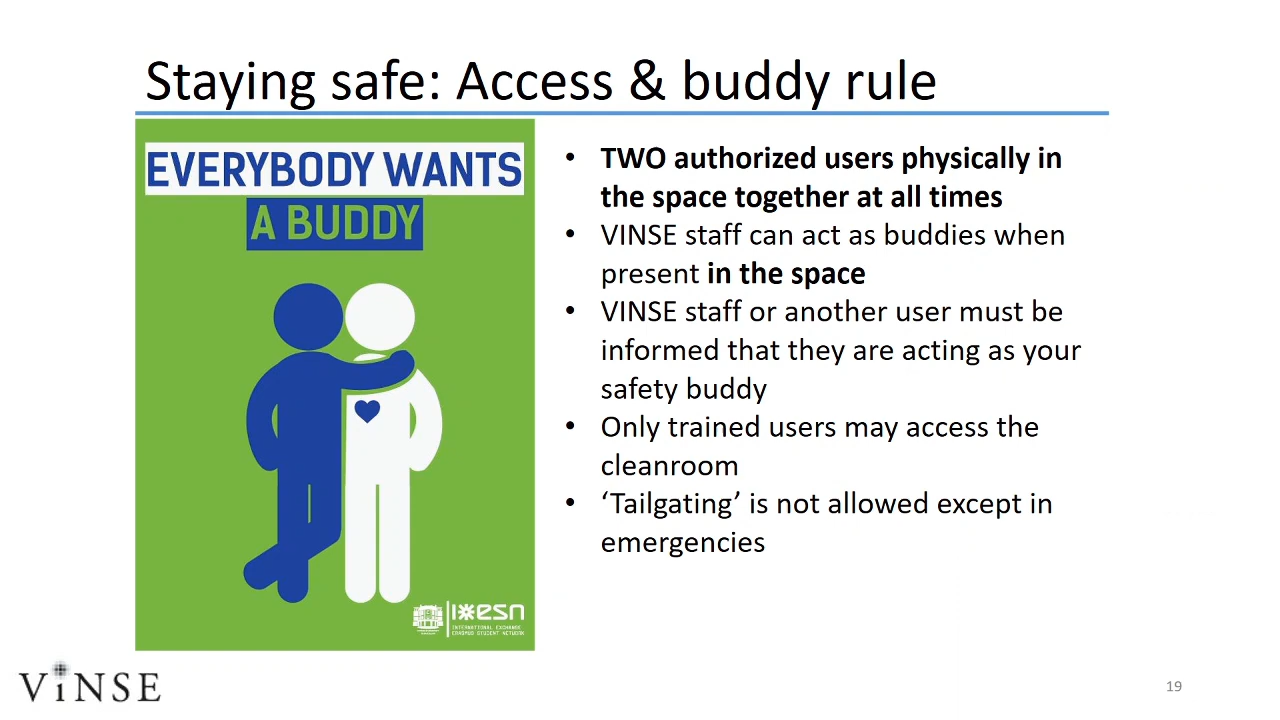 Staying safe: Access & buddy rule
EVERYBODY WANTS
A BUDDY
IXESN
INTERNATIONAL EXCHANGE
ERASMUS STUDENT NETWORK
• TWO authorized users physically in
the space together at all times
• VINSE staff can act as buddies when
present in the space
• VINSE staff or another user must be
informed that they are acting as your
safety buddy
• Only trained users may access the
cleanroom
• ‘Tailgating’ is not allowed except in
emergencies
ViNSE
19